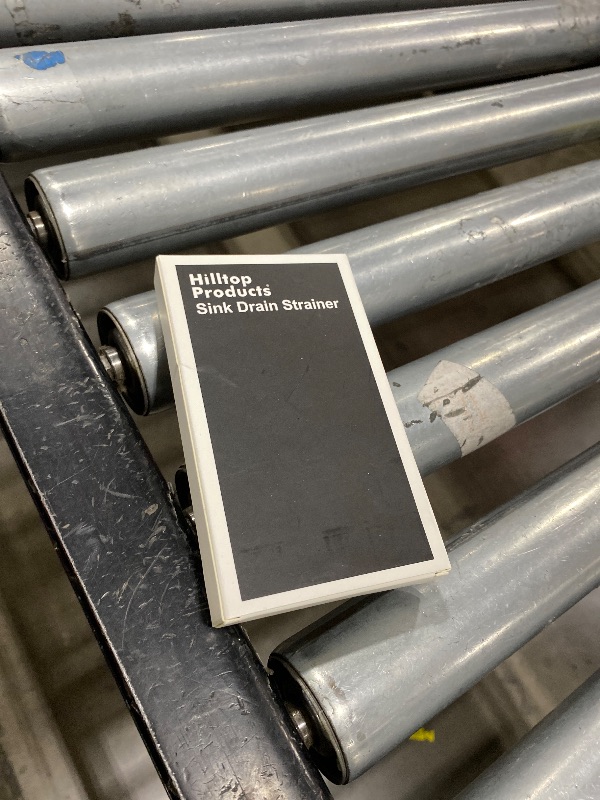 Hilltop
Products
Sink Drain Strainer